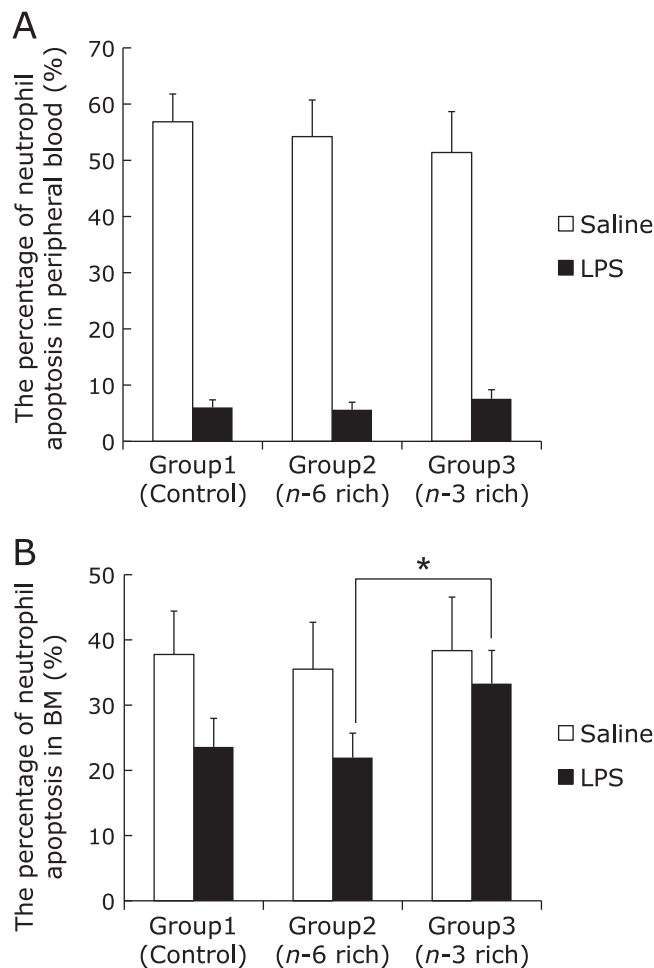 A
The percentage of neutrophil
apoptosis in peripheral blood (%)
70
60
50
40
30
20
10
0
Saline
LPS
Group1 Group2 Group3
(Control) (n-6 rich) (n-3 rich)
B
The percentage of neutrophil
apoptosis in BM (%)
50
40
30
20
10
0
*
Saline
LPS
Group1 Group2 Group3
(Control) (n-6 rich) (n-3 rich)